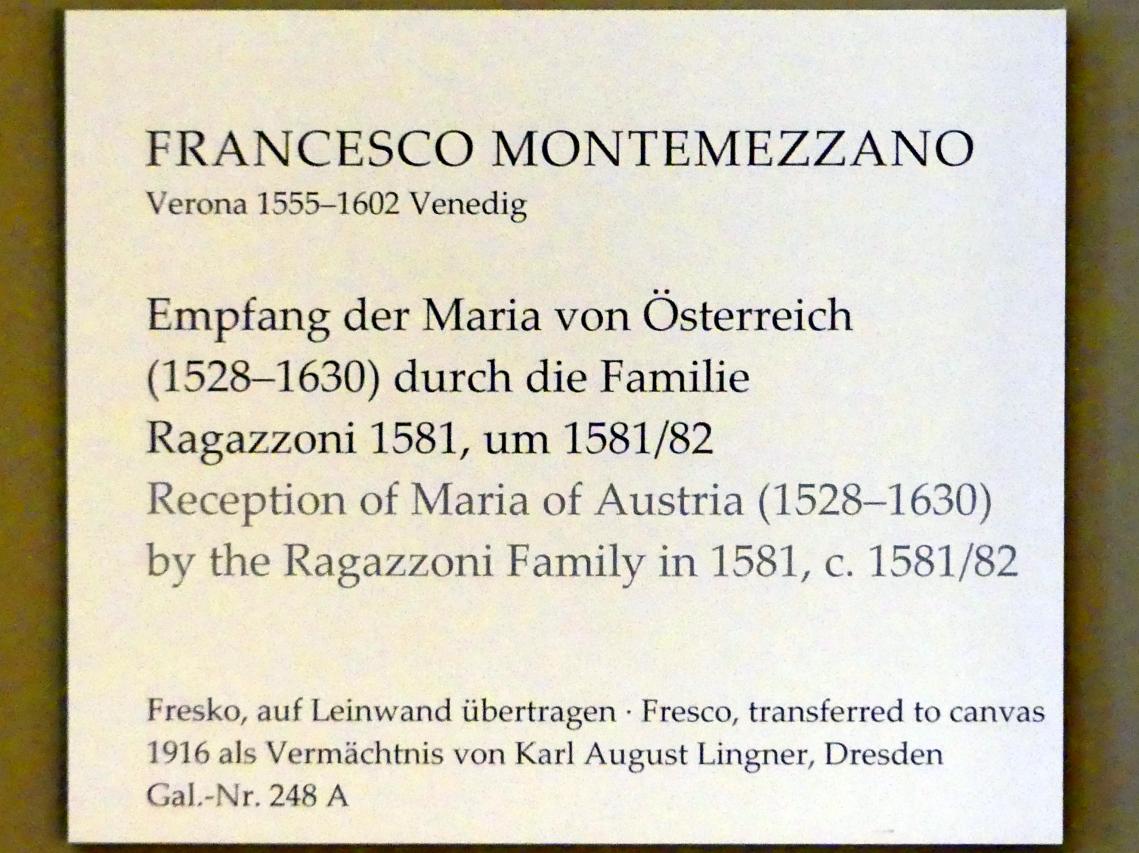 FRANCESCO MONTEMEZZANO
Verona 1555–1602 Venedig
Empfang der Maria von Österreich
(1528–1630) durch die Familie
Ragazzoni 1581, um 1581/82
Reception of Maria of Austria (1528–1630)
by the Ragazzoni Family in 1581, c. 1581/82
Fresko, auf Leinwand übertragen · Fresco, transferred to canvas
1916 als Vermächtnis von Karl August Lingner, Dresden
Gal.-Nr. 248 A